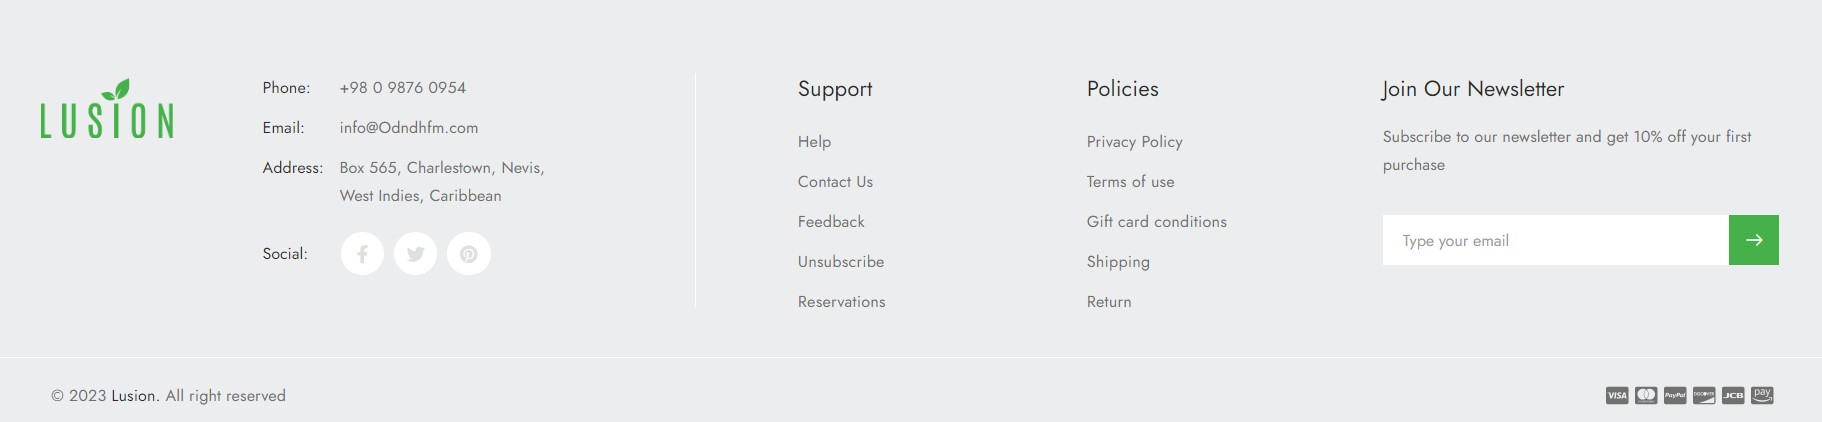 LUSION
Phone: +98 0 9876 0954
Email: info@Odndhfm.com
Address: Box 565, Charlestown, Nevis,
West Indies, Caribbean
Social:
Support
Help
Contact Us
Feedback
Unsubscribe
Reservations
Policies
Privacy Policy
Terms of use
Gift card conditions
Shipping
Return
Join Our Newsletter
Subscribe to our newsletter and get 10% off your first
purchase
Type your email
© 2023 Lusion. All right reserved
VISA
PayPal
DISCOVER
JCB
pay